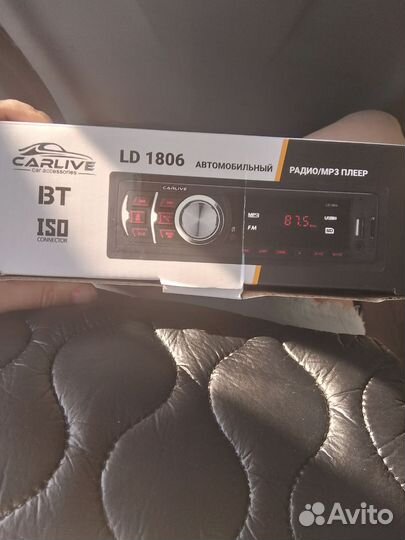 CARLIVE
car accessories
LD 1806 АВТОМОБИЛЬНЫЙ РАДИО/MP3 ПЛЕЕР
BT
ISO
CONNECTOR
CARLIVE
87.5
FM
Avito